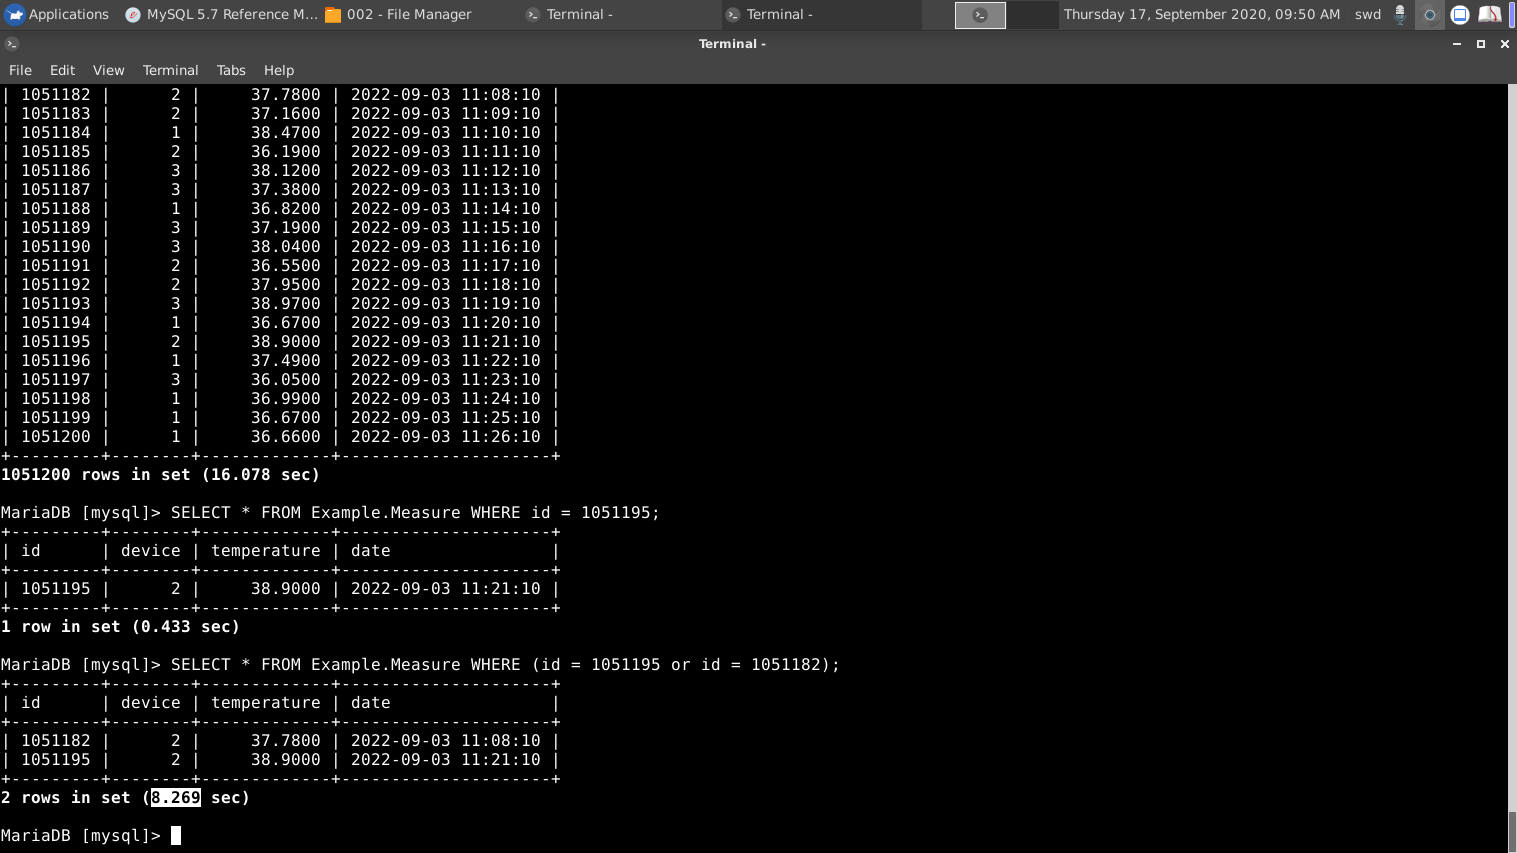 Applications MySQL 5.7 Reference M... 002 - File Manager Terminal - Terminal - Thursday 17, September 2020, 09:50 AM swd
Terminal -
File Edit View Terminal Tabs Help
| 1051182 |      2 |     37.7800 | 2022-09-03 11:08:10 |
| 1051183 |      2 |     37.1600 | 2022-09-03 11:09:10 |
| 1051184 |      1 |     38.4700 | 2022-09-03 11:10:10 |
| 1051185 |      2 |     36.1900 | 2022-09-03 11:11:10 |
| 1051186 |      3 |     38.1200 | 2022-09-03 11:12:10 |
| 1051187 |      3 |     37.3800 | 2022-09-03 11:13:10 |
| 1051188 |      1 |     36.8200 | 2022-09-03 11:14:10 |
| 1051189 |      3 |     37.1900 | 2022-09-03 11:15:10 |
| 1051190 |      3 |     38.0400 | 2022-09-03 11:16:10 |
| 1051191 |      2 |     36.5500 | 2022-09-03 11:17:10 |
| 1051192 |      2 |     37.9500 | 2022-09-03 11:18:10 |
| 1051193 |      3 |     38.9700 | 2022-09-03 11:19:10 |
| 1051194 |      1 |     36.6700 | 2022-09-03 11:20:10 |
| 1051195 |      2 |     38.9000 | 2022-09-03 11:21:10 |
| 1051196 |      1 |     37.4900 | 2022-09-03 11:22:10 |
| 1051197 |      3 |     36.0500 | 2022-09-03 11:23:10 |
| 1051198 |      1 |     36.9900 | 2022-09-03 11:24:10 |
| 1051199 |      1 |     36.6700 | 2022-09-03 11:25:10 |
| 1051200 |      1 |     36.6600 | 2022-09-03 11:26:10 |
+---------+--------+-------------+---------------------+
1051200 rows in set (16.078 sec)
MariaDB [mysql]> SELECT * FROM Example.Measure WHERE id = 1051195;
+---------+--------+-------------+---------------------+
| id      | device | temperature | date                |
+---------+--------+-------------+---------------------+
| 1051195 |      2 |     38.9000 | 2022-09-03 11:21:10 |
+---------+--------+-------------+---------------------+
1 row in set (0.433 sec)
MariaDB [mysql]> SELECT * FROM Example.Measure WHERE (id = 1051195 or id = 1051182);
+---------+--------+-------------+---------------------+
| id      | device | temperature | date                |
+---------+--------+-------------+---------------------+
| 1051182 |      2 |     37.7800 | 2022-09-03 11:08:10 |
| 1051195 |      2 |     38.9000 | 2022-09-03 11:21:10 |
+---------+--------+-------------+---------------------+
2 rows in set (8.269 sec)
MariaDB [mysql]>